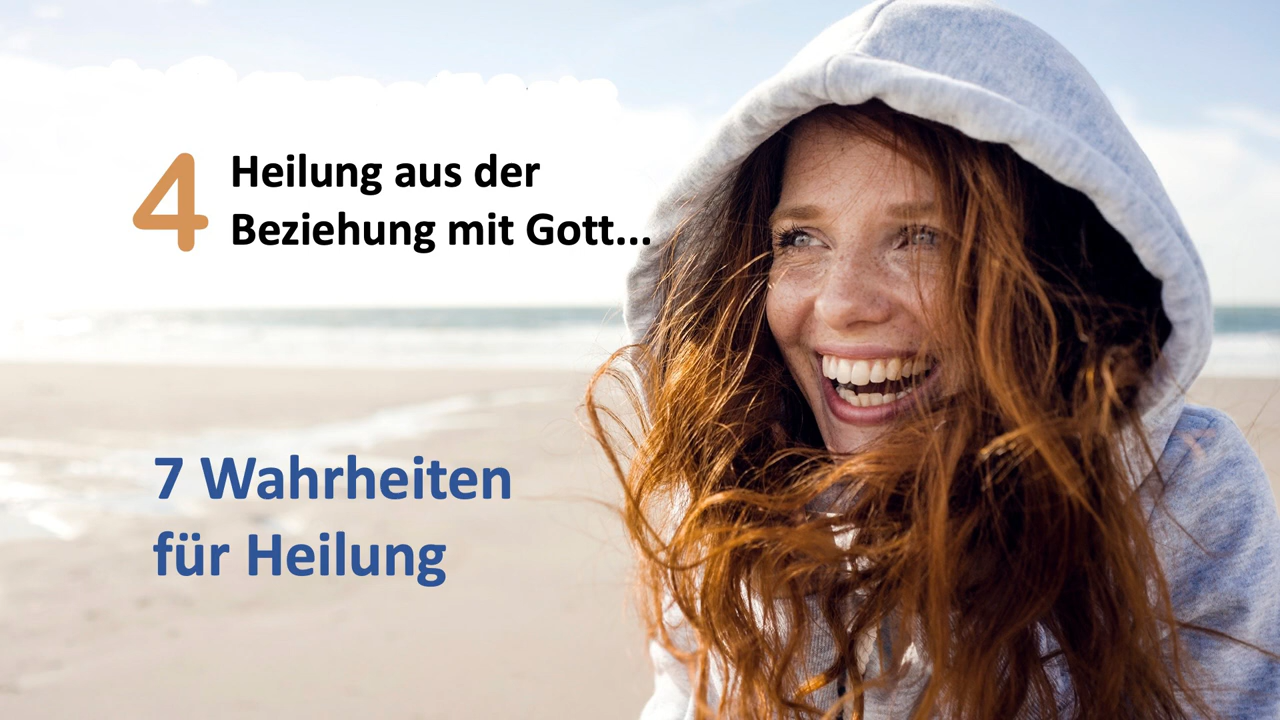 4 Heilung aus der
Beziehung mit Gott...
7 Wahrheiten
für Heilung